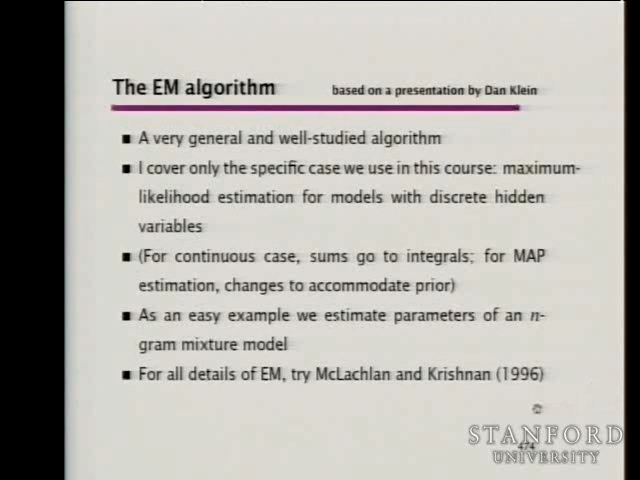 The EM algorithm
based on a presentation by Dan Klein
■ A very general and well-studied algorithm
■ I cover only the specific case we use in this course: maximum-
likelihood estimation for models with discrete hidden
variables
■ (For continuous case, sums go to integrals; for MAP
estimation, changes to accommodate prior)
■ As an easy example we estimate parameters of an n-
gram mixture model
■ For all details of EM, try McLachlan and Krishnan (1996)
474
STANFORD
UNIVERSITY